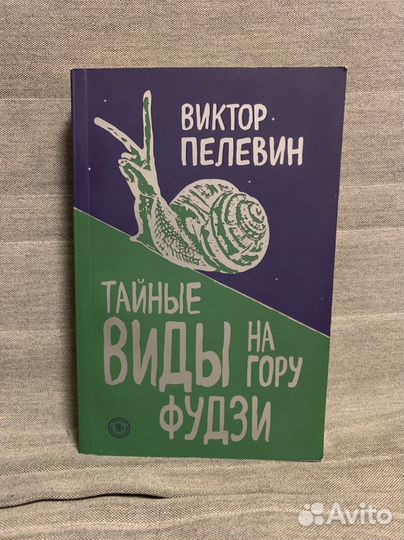 ВИКТОР
ПЕЛЕВИН
ТАЙНЫЕ
ВИДЫ НА
ГОРУ
ФУДЗИ
18+
Avito